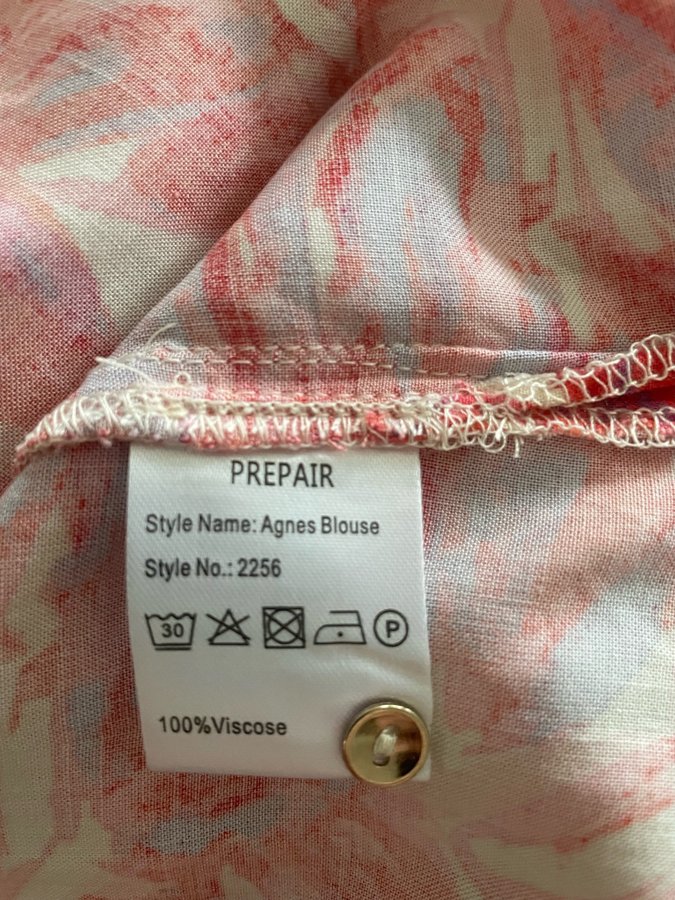 PREPAIR
Style Name: Agnes Blouse
Style No.: 2256
30 P
100%Viscose